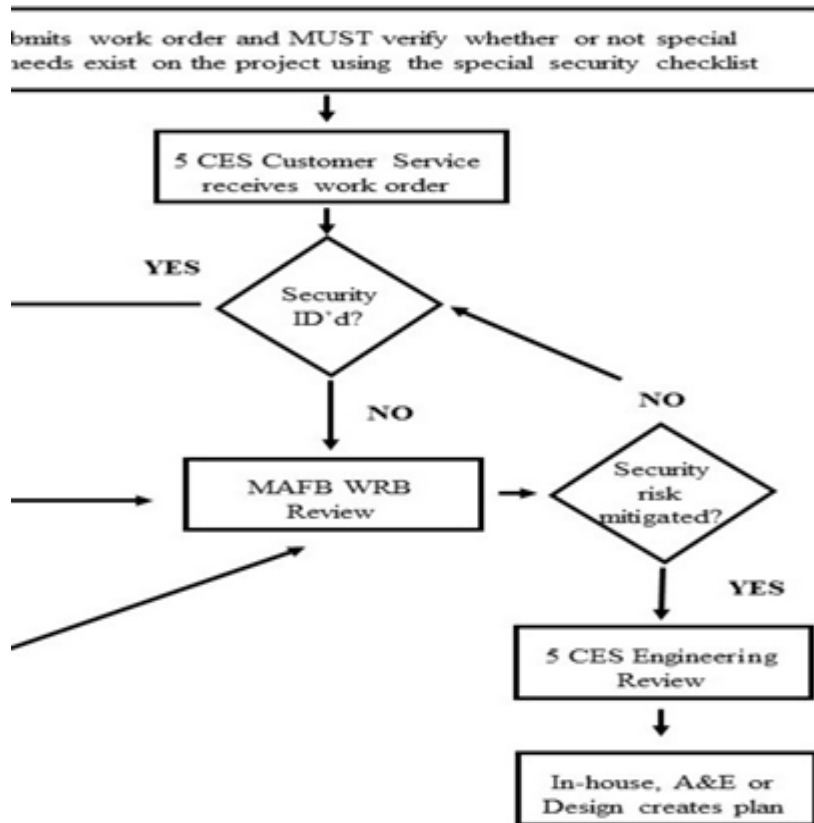 bmits work order and MUST verify whether or not special
needs exist on the project using the special security checklist
5 CES Customer Service
receives work order
YES
Security
ID'd?
NO
NO
MAFB WRB
Review
Security
risk
mitigated?
YES
5 CES Engineering
Review
In-house, A&E or
Design creates plan